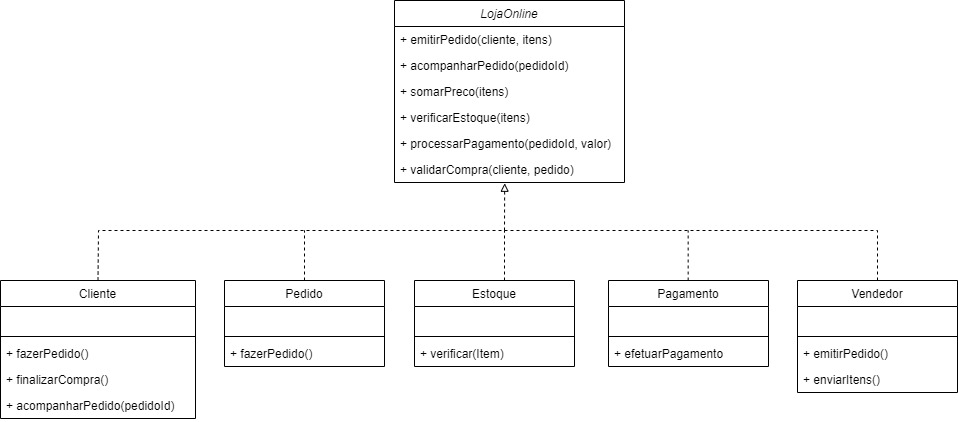 LojaOnline
+ emitirPedido(cliente, itens)
+ acompanharPedido(pedidoId)
+ somarPreco(itens)
+ verificarEstoque(itens)
+ processarPagamento(pedidoId, valor)
+ validarCompra(cliente, pedido)
Cliente
+ fazerPedido()
+ finalizarCompra()
+ acompanharPedido(pedidoId)
Pedido
+ fazerPedido()
Estoque
+ verificar(Item)
Pagamento
+ efetuarPagamento
Vendedor
+ emitirPedido()
+ enviarItens()